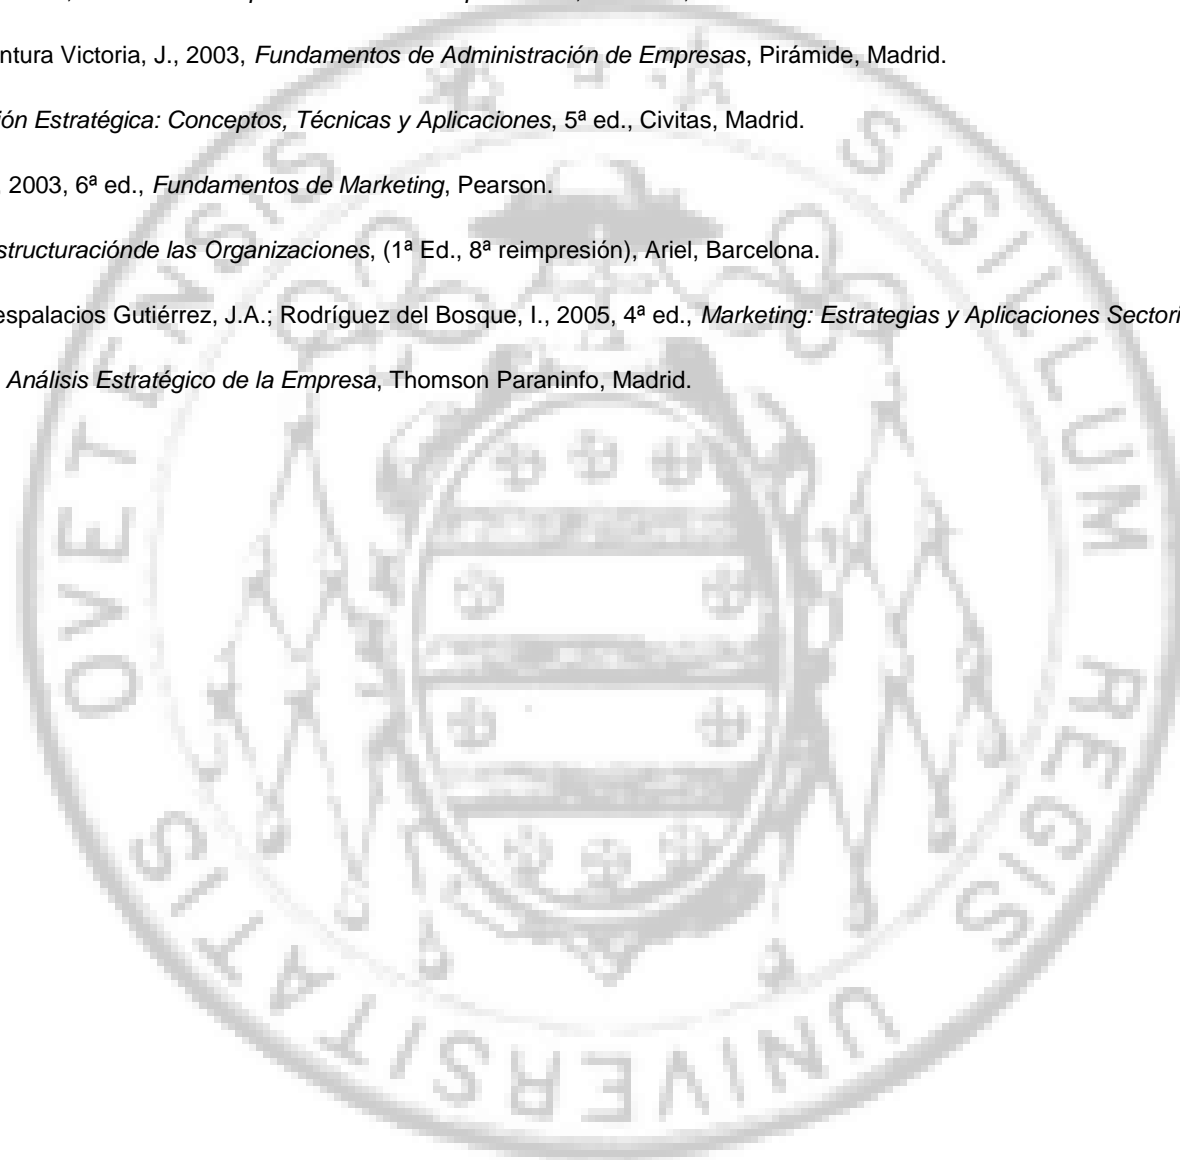 ntura Victoria, J., 2003, Fundamentos de Administración de Empresas, Pirámide, Madrid.
ión Estratégica: Conceptos, Técnicas y Aplicaciones, 5ª ed., Civitas, Madrid.
, 2003, 6ª ed., Fundamentos de Marketing, Pearson.
structuraciónde las Organizaciones, (1ª Ed., 8ª reimpresión), Ariel, Barcelona.
espalacios Gutiérrez, J.A.; Rodríguez del Bosque, I., 2005, 4ª ed., Marketing: Estrategias y Aplicaciones Sectori
Análisis Estratégico de la Empresa, Thomson Paraninfo, Madrid.
SIGILLUM REGIS UNIVERSITATIS OVETENSIS